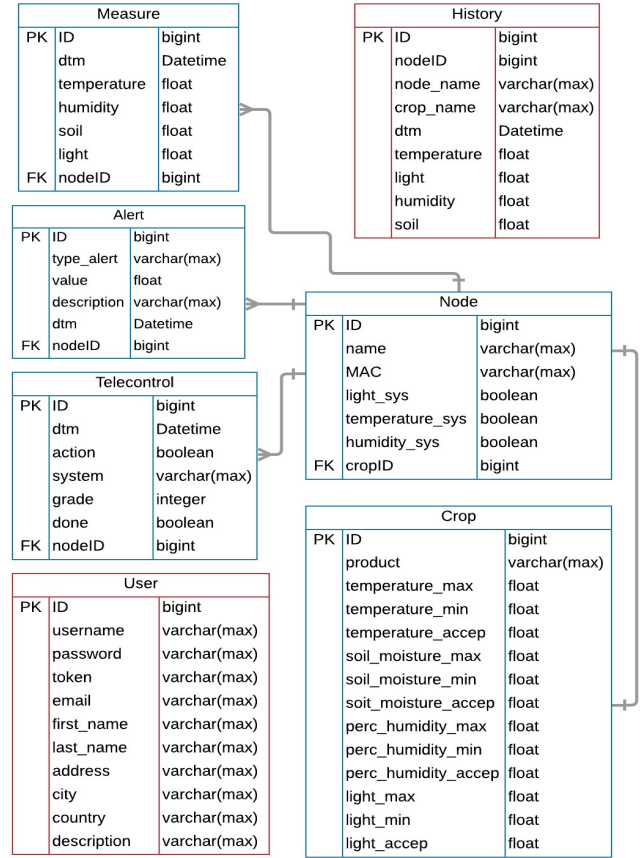 Measure
PK ID bigint
dtm Datetime
temperature float
humidity float
soil float
light float
FK nodeID bigint
History
PK ID bigint
nodeID bigint
node_name varchar(max)
crop_name varchar(max)
dtm Datetime
temperature float
light float
humidity float
soil float
Alert
PK ID bigint
type_alert varchar(max)
value float
description varchar(max)
dtm Datetime
FK nodeID bigint
Node
PK ID bigint
name varchar(max)
MAC varchar(max)
light_sys boolean
temperature_sys boolean
humidity_sys boolean
FK cropID bigint
Telecontrol
PK ID bigint
dtm Datetime
action boolean
system varchar(max)
grade integer
done boolean
FK nodeID bigint
Crop
PK ID bigint
product varchar(max)
temperature_max float
temperature_min float
temperature_accep float
soil_moisture_max float
soil_moisture_min float
soit_moisture_accep float
perc_humidity_max float
perc_humidity_min float
perc_humidity_accep float
light_max float
light_min float
light_accep float
User
PK ID bigint
username varchar(max)
password varchar(max)
token varchar(max)
email varchar(max)
first_name varchar(max)
last_name varchar(max)
address varchar(max)
city varchar(max)
country varchar(max)
description varchar(max)